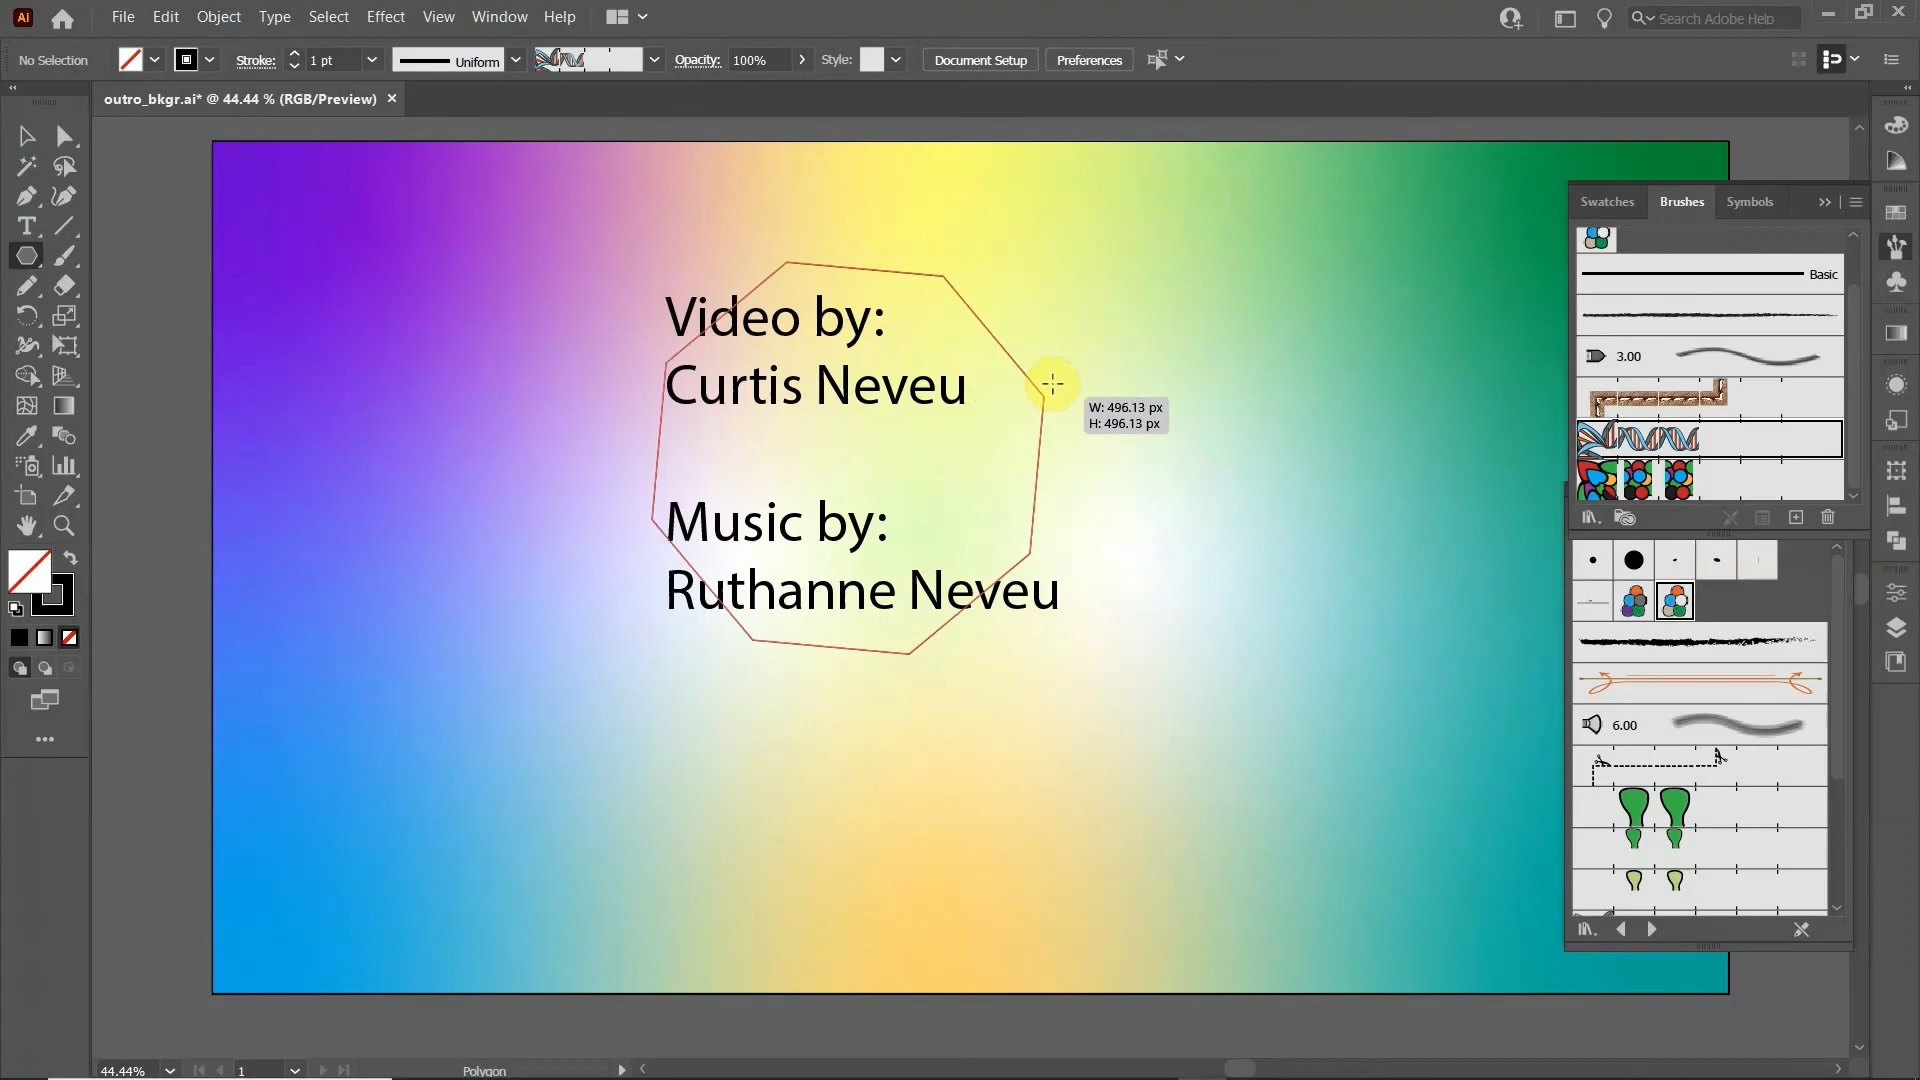 Ai File Edit Object Type Select Effect View Window Help Search Adobe Help
No Selection Stroke: 1 pt Uniform Opacity: 100% Style: Document Setup Preferences
outro_bkgr.ai* @ 44.44 % (RGB/Preview) ×
Swatches Brushes Symbols
Basic
3.00
Video by:
Curtis Neveu
W: 496.13 px
H: 496.13 px
Music by:
Ruthanne Neveu
6.00
44.44% 1 Polygon